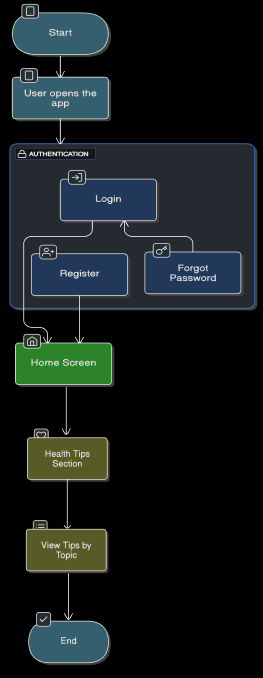 Start
User opens the
app
AUTHENTICATION
Login
Register
Forgot
Password
Home Screen
Health Tips
Section
View Tips by
Topic
End